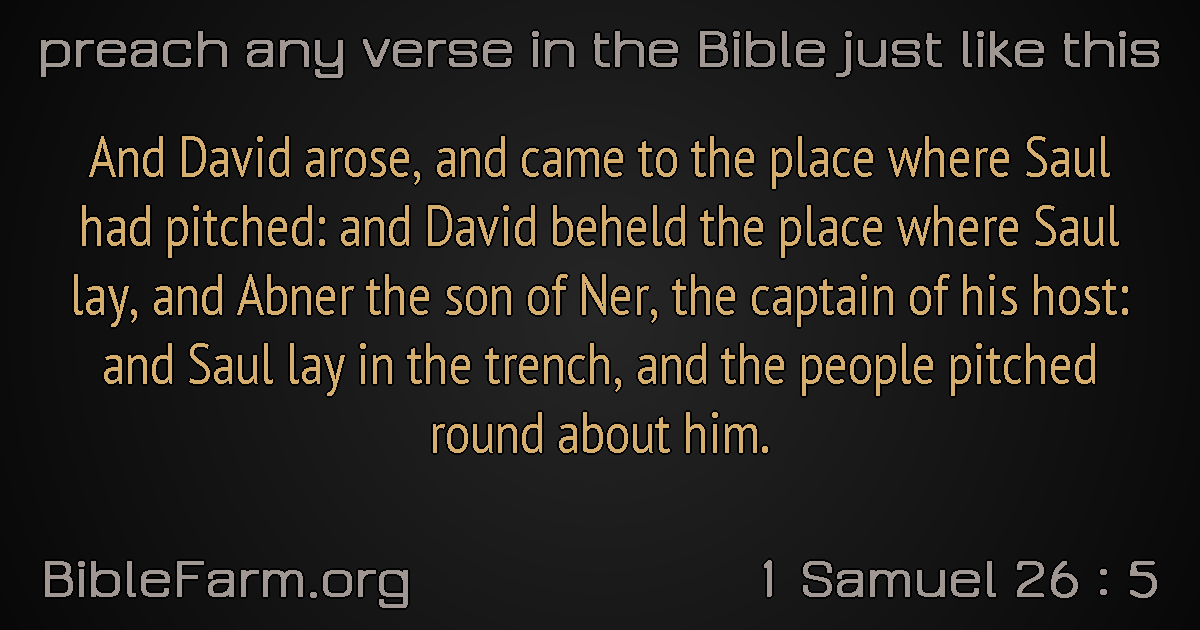 preach any verse in the Bible just like this
And David arose, and came to the place where Saul
had pitched: and David beheld the place where Saul
lay, and Abner the son of Ner, the captain of his host:
and Saul lay in the trench, and the people pitched
round about him.
BibleFarm.org
1 Samuel 26 : 5